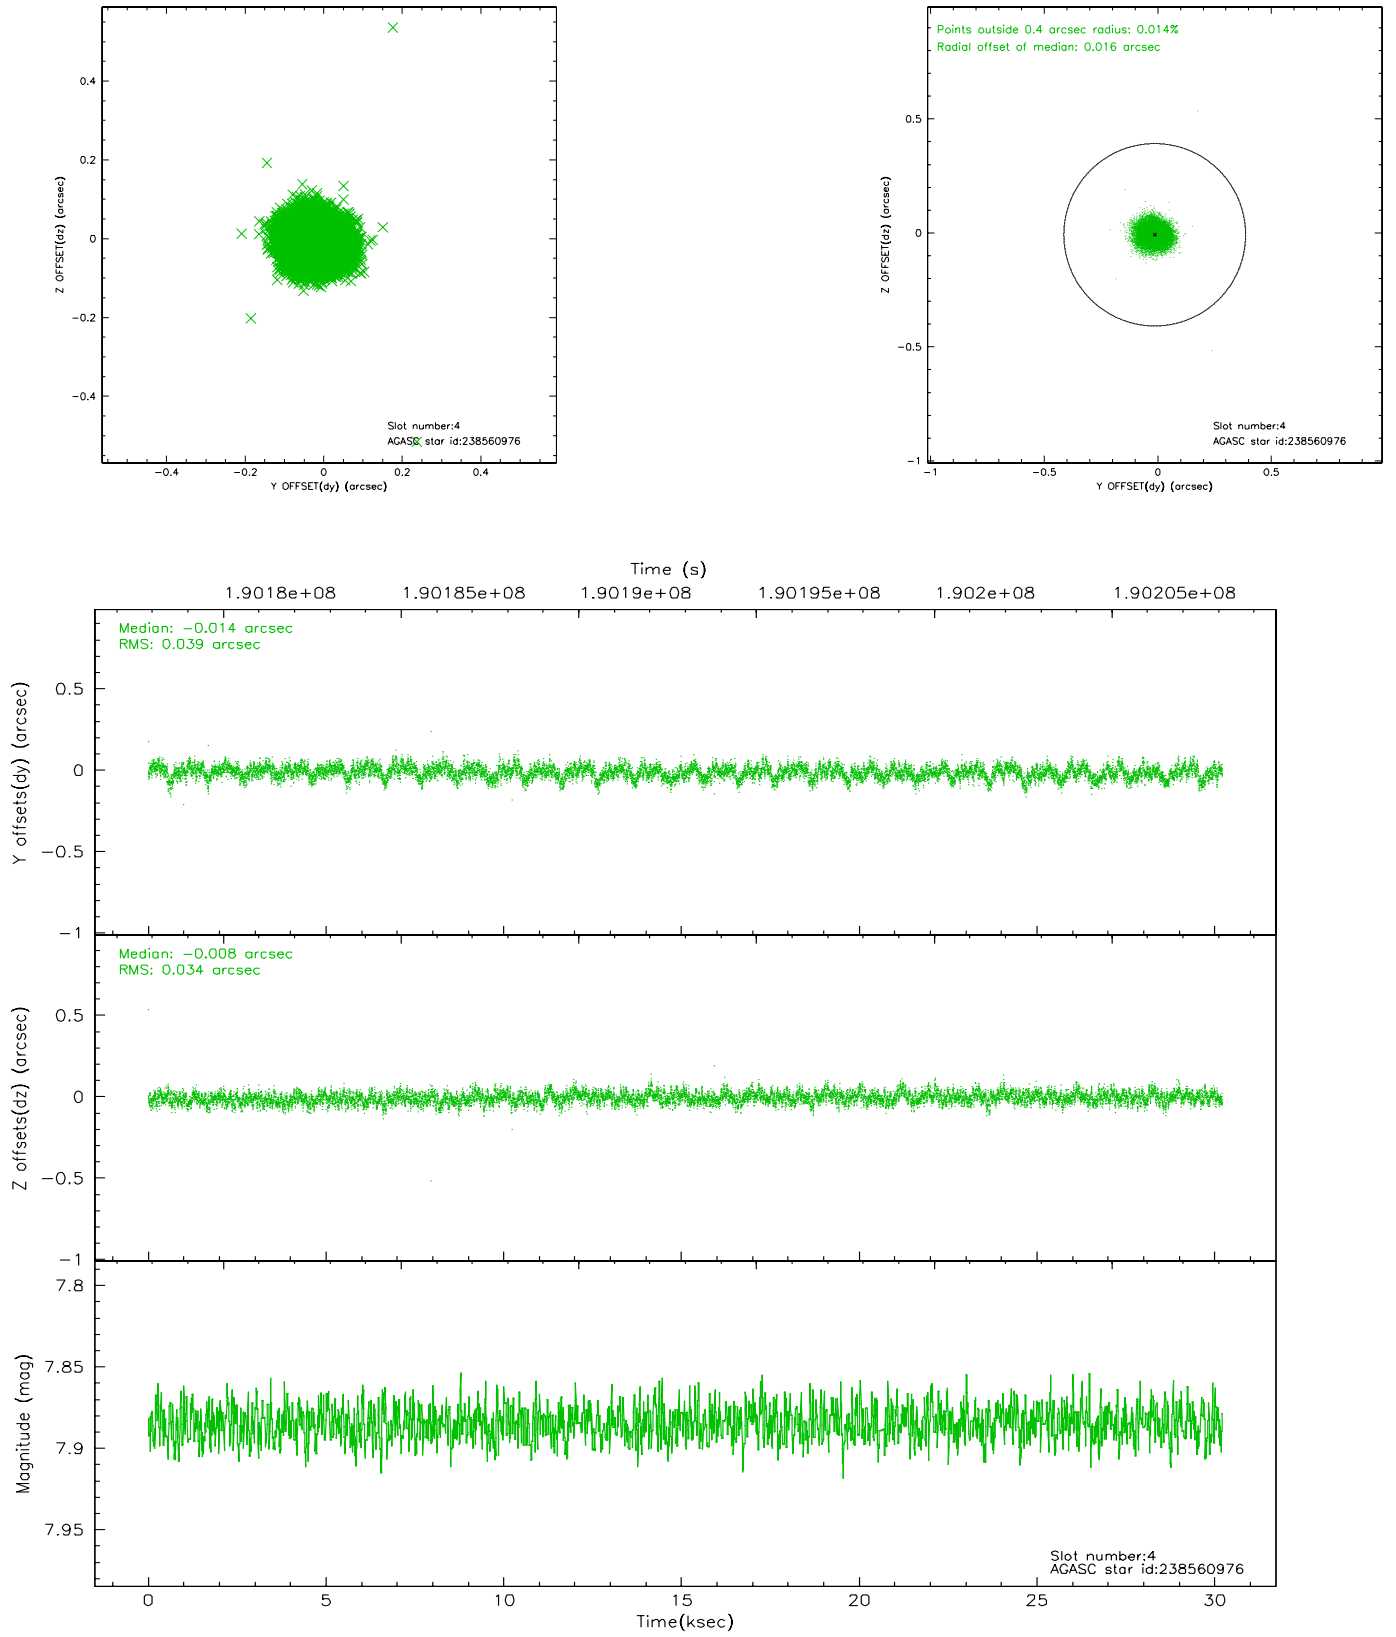 0.4
0.2
0
−0.2
−0.4
Z OFFSET(dz) (arcsec)
Slot number:4
AGASC star id:238560976
−0.4 −0.2 0 0.2 0.4
Y OFFSET(dy) (arcsec)
Points outside 0.4 arcsec radius: 0.014%
Radial offset of median: 0.016 arcsec
0.5
0
−0.5
−1
Z OFFSET(dz) (arcsec)
Slot number:4
AGASC star id:238560976
−1 −0.5 0 0.5
Y OFFSET(dy) (arcsec)
Time (s)
1.9018e+08 1.90185e+08 1.9019e+08 1.90195e+08 1.902e+08 1.90205e+08
Median: −0.014 arcsec
RMS: 0.039 arcsec
0.5
0
−0.5
−1
Y offsets(dy) (arcsec)
Median: −0.008 arcsec
RMS: 0.034 arcsec
0.5
0
−0.5
−1
Z offsets(dz) (arcsec)
7.8
7.85
7.9
7.95
Magnitude (mag)
Slot number:4
AGASC star id:238560976
0 5 10 15 20 25 30
Time(ksec)